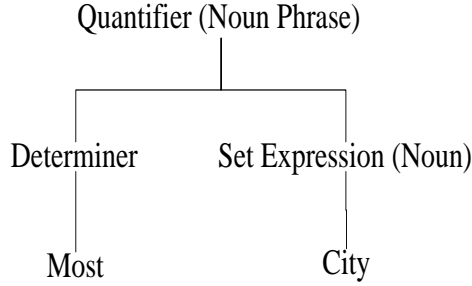 Quantifier (Noun Phrase)
Determiner Set Expression (Noun)
Most City